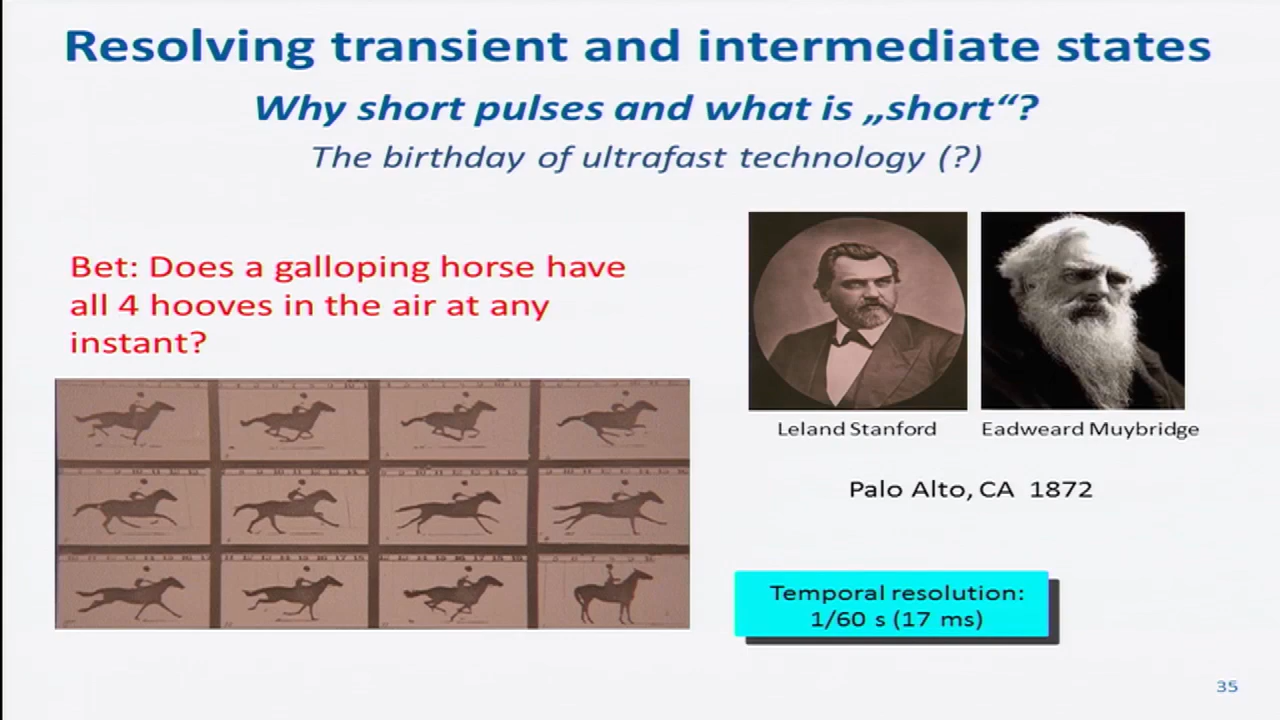 Resolving transient and intermediate states
Why short pulses and what is „short“?
The birthday of ultrafast technology (?)
Bet: Does a galloping horse have
all 4 hooves in the air at any
instant?
Leland Stanford
Eadweard Muybridge
Palo Alto, CA 1872
Temporal resolution:
1/60 s (17 ms)
35